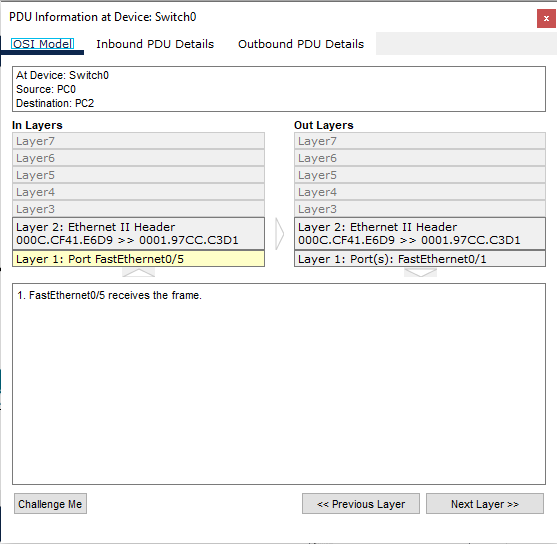 PDU Information at Device: Switch0
x
OSI Model Inbound PDU Details Outbound PDU Details
At Device: Switch0
Source: PC0
Destination: PC2
In Layers
Layer7
Layer6
Layer5
Layer4
Layer3
Layer 2: Ethernet II Header
000C.CF41.E6D9 >> 0001.97CC.C3D1
Layer 1: Port FastEthernet0/5
Out Layers
Layer7
Layer6
Layer5
Layer4
Layer3
Layer 2: Ethernet II Header
000C.CF41.E6D9 >> 0001.97CC.C3D1
Layer 1: Port(s): FastEthernet0/1
1. FastEthernet0/5 receives the frame.
Challenge Me << Previous Layer Next Layer >>